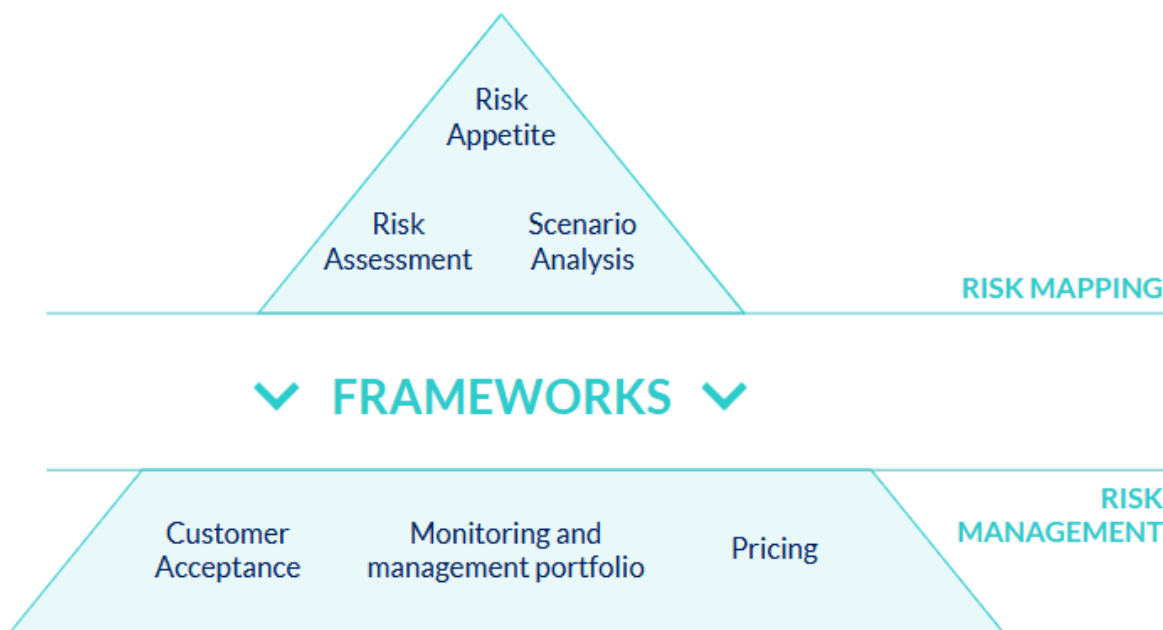 Risk
Appetite
Risk
Assessment
Scenario
Analysis
RISK MAPPING
FRAMEWORKS
RISK
MANAGEMENT
Customer
Acceptance
Monitoring and
management portfolio
Pricing